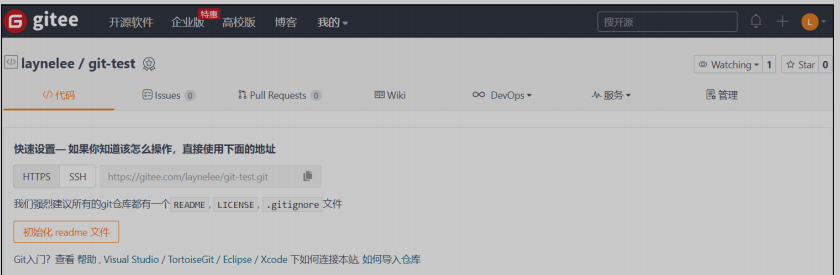 gitee 开源软件 企业版 特惠 高校版 博客 我的 搜开源 L
laynelee / git-test Watching 1 Star 0
代码 Issues 0 Pull Requests 0 Wiki DevOps 服务 管理
快速设置— 如果你知道该怎么操作，直接使用下面的地址
HTTPS SSH https://gitee.com/laynelee/git-test.git
我们强烈建议所有的git仓库都有一个 README , LICENSE , .gitignore 文件
初始化 readme 文件
Git入门？查看 帮助 , Visual Studio / TortoiseGit / Eclipse / Xcode 下如何连接本站, 如何导入仓库